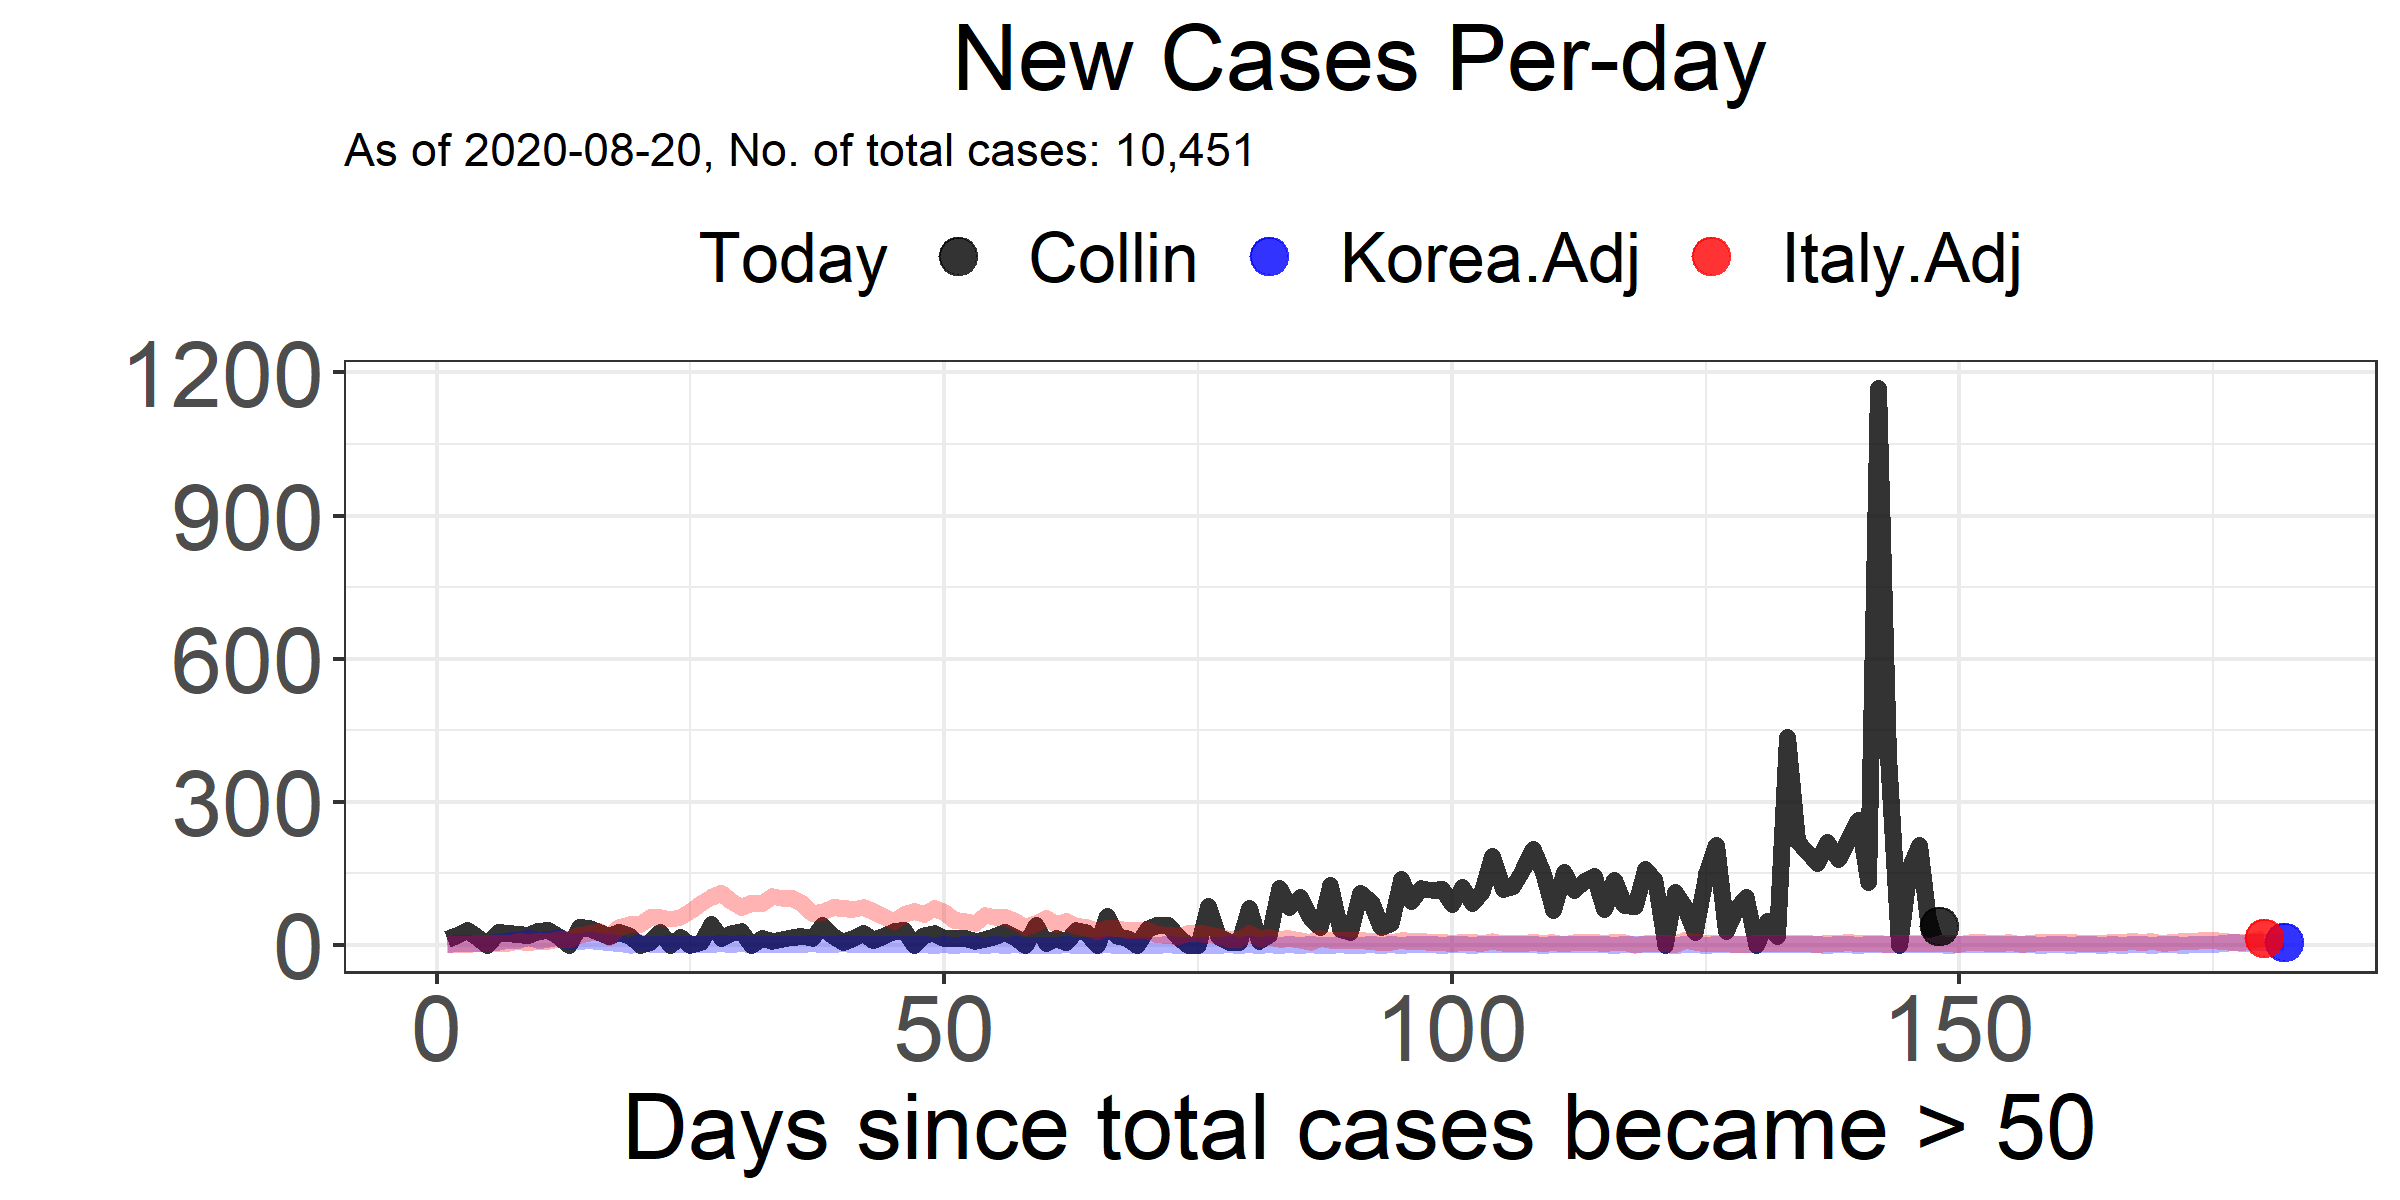 New Cases Per-day
As of 2020-08-20, No. of total cases: 10,451
Today Collin Korea.Adj Italy.Adj
1200
900
600
300
0
0 50 100 150
Days since total cases became > 50